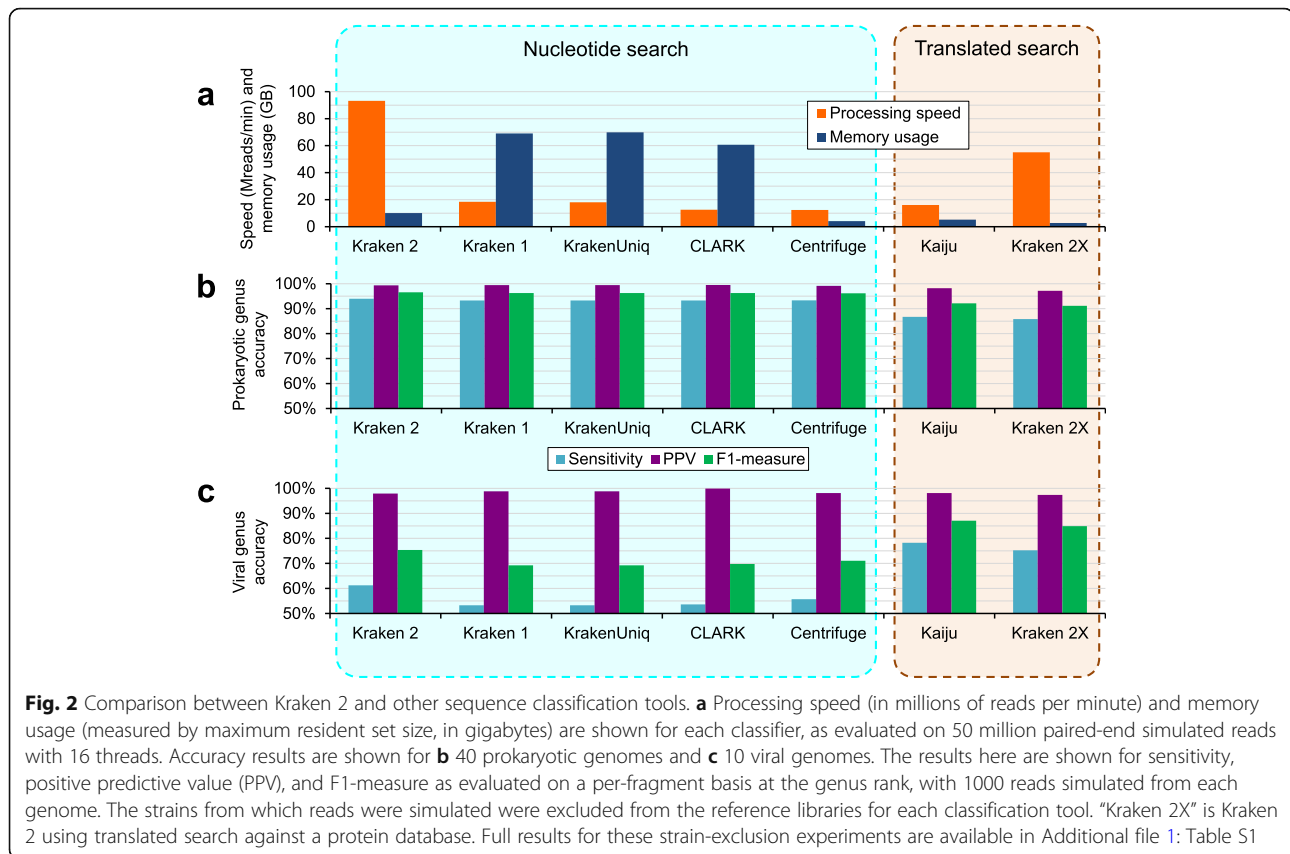 Nucleotide search
Translated search
a
Speed (Mreads/min) and
memory usage (GB)
100
80
60
40
20
0
Processing speed
Memory usage
Kraken 2
Kraken 1
KrakenUniq
CLARK
Centrifuge
Kaiju
Kraken 2X
b
Prokaryotic genus
accuracy
100%
90%
80%
70%
60%
50%
Kraken 2
Kraken 1
KrakenUniq
CLARK
Centrifuge
Kaiju
Kraken 2X
Sensitivity
PPV
F1-measure
c
Viral genus
accuracy
100%
90%
80%
70%
60%
50%
Kraken 2
Kraken 1
KrakenUniq
CLARK
Centrifuge
Kaiju
Kraken 2X
Fig. 2 Comparison between Kraken 2 and other sequence classification tools. a Processing speed (in millions of reads per minute) and memory
usage (measured by maximum resident set size, in gigabytes) are shown for each classifier, as evaluated on 50 million paired-end simulated reads
with 16 threads. Accuracy results are shown for b 40 prokaryotic genomes and c 10 viral genomes. The results here are shown for sensitivity,
positive predictive value (PPV), and F1-measure as evaluated on a per-fragment basis at the genus rank, with 1000 reads simulated from each
genome. The strains from which reads were simulated were excluded from the reference libraries for each classification tool. “Kraken 2X” is Kraken
2 using translated search against a protein database. Full results for these strain-exclusion experiments are available in Additional file 1: Table S1